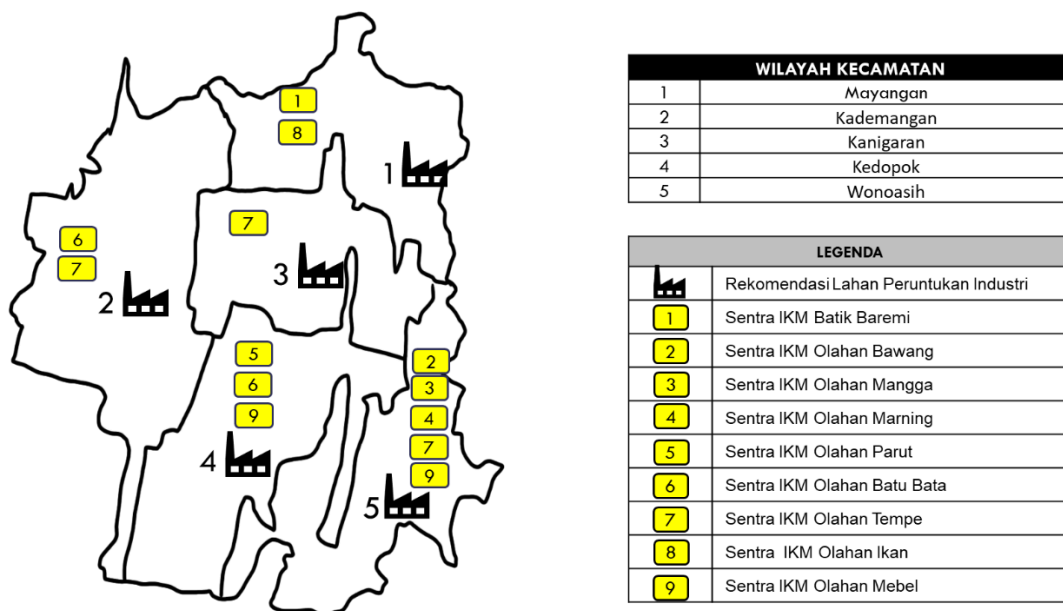 1
8
1
7
6
7
3
2
5
6
9
4
2
3
4
7
9
5
WILAYAH KECAMATAN
1 Mayangan
2 Kademangan
3 Kanigaran
4 Kedopok
5 Wonoasih
LEGENDA
Rekomendasi Lahan Peruntukan Industri
1 Sentra IKM Batik Baremi
2 Sentra IKM Olahan Bawang
3 Sentra IKM Olahan Mangga
4 Sentra IKM Olahan Marning
5 Sentra IKM Olahan Parut
6 Sentra IKM Olahan Batu Bata
7 Sentra IKM Olahan Tempe
8 Sentra IKM Olahan Ikan
9 Sentra IKM Olahan Mebel